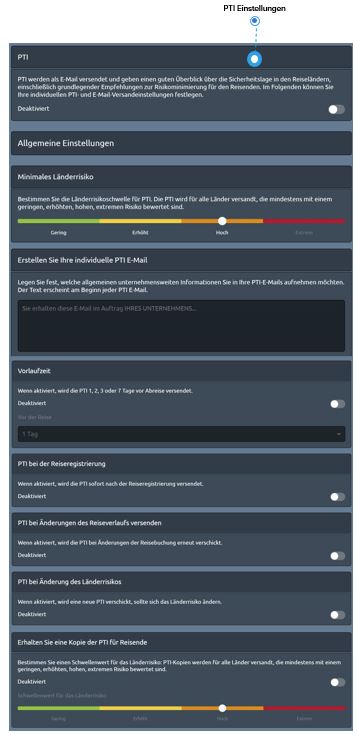 PTI Einstellungen
PTI
PTI werden als E-Mail versendet und geben einen guten Überblick über die Sicherheitslage in den Reiseländern,
einschließlich grundlegender Empfehlungen zur Risikominimierung für den Reisenden. Im Folgenden können Sie
Ihre individuellen PTI- und E-Mail-Versandeinstellungen festlegen.
Deaktiviert
Allgemeine Einstellungen
Minimales Länderrisiko
Bestimmen Sie die Länderrisikoschwelle für PTI. Die PTI wird für alle Länder versandt, die mindestens mit einem
geringen, erhöhten, hohen, extremen Risiko bewertet sind.
Gering Erhöht Hoch Extrem
Erstellen Sie Ihre individuelle PTI E-Mail
Legen Sie fest, welche allgemeinen unternehmensweiten Informationen Sie in Ihre PTI-E-Mails aufnehmen möchten.
Der Text erscheint am Beginn jeder PTI E-Mail.
Sie erhalten diese E-Mail im Auftrag IHRES UNTERNEHMENS...
Vorlaufzeit
Wenn aktiviert, wird die PTI 1, 2, 3 oder 7 Tage vor Abreise versendet.
Deaktiviert
Vor der Reise
1 Tag
PTI bei der Reiseregistrierung
Wenn aktiviert, wird die PTI sofort nach der Reiseregistrierung versendet.
Deaktiviert
PTI bei Änderungen des Reiseverlaufs versenden
Wenn aktiviert, wird die PTI bei Änderungen der Reisebuchung erneut verschickt.
Deaktiviert
PTI bei Änderung des Länderrisikos
Wenn aktiviert, wird eine neue PTI verschickt, sollte sich das Länderrisiko ändern.
Deaktiviert
Erhalten Sie eine Kopie der PTI für Reisende
Bestimmen Sie einen Schwellenwert für das Länderrisiko: PTI-Kopien werden für alle Länder versandt, die mindestens mit einem
geringen, erhöhten, hohen, extremen Risiko bewertet sind.
Deaktiviert
Schwellenwert für das Länderrisiko
Gering Erhöht Hoch Extrem